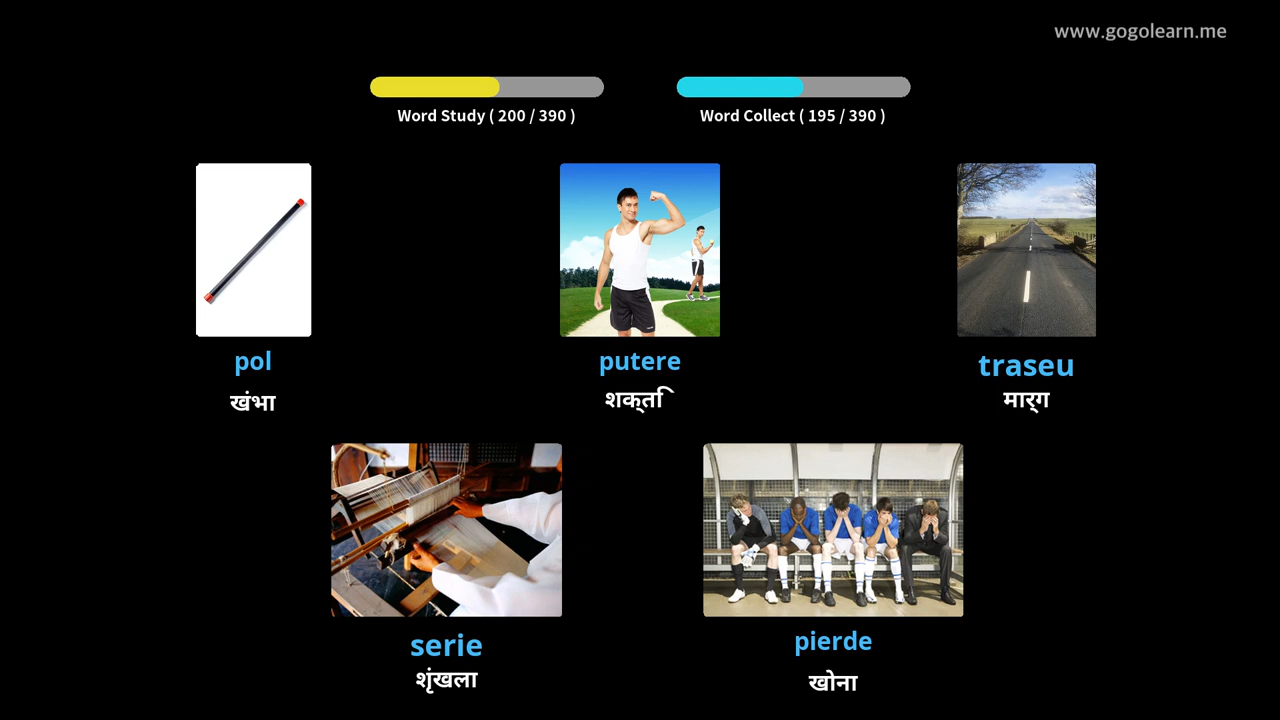 www.gogolearn.me
Word Study ( 200 / 390 )
Word Collect ( 195 / 390 )
pol
खंभा
putere
शक्ति
traseu
मार्ग
serie
शृंखला
pierde
खोना